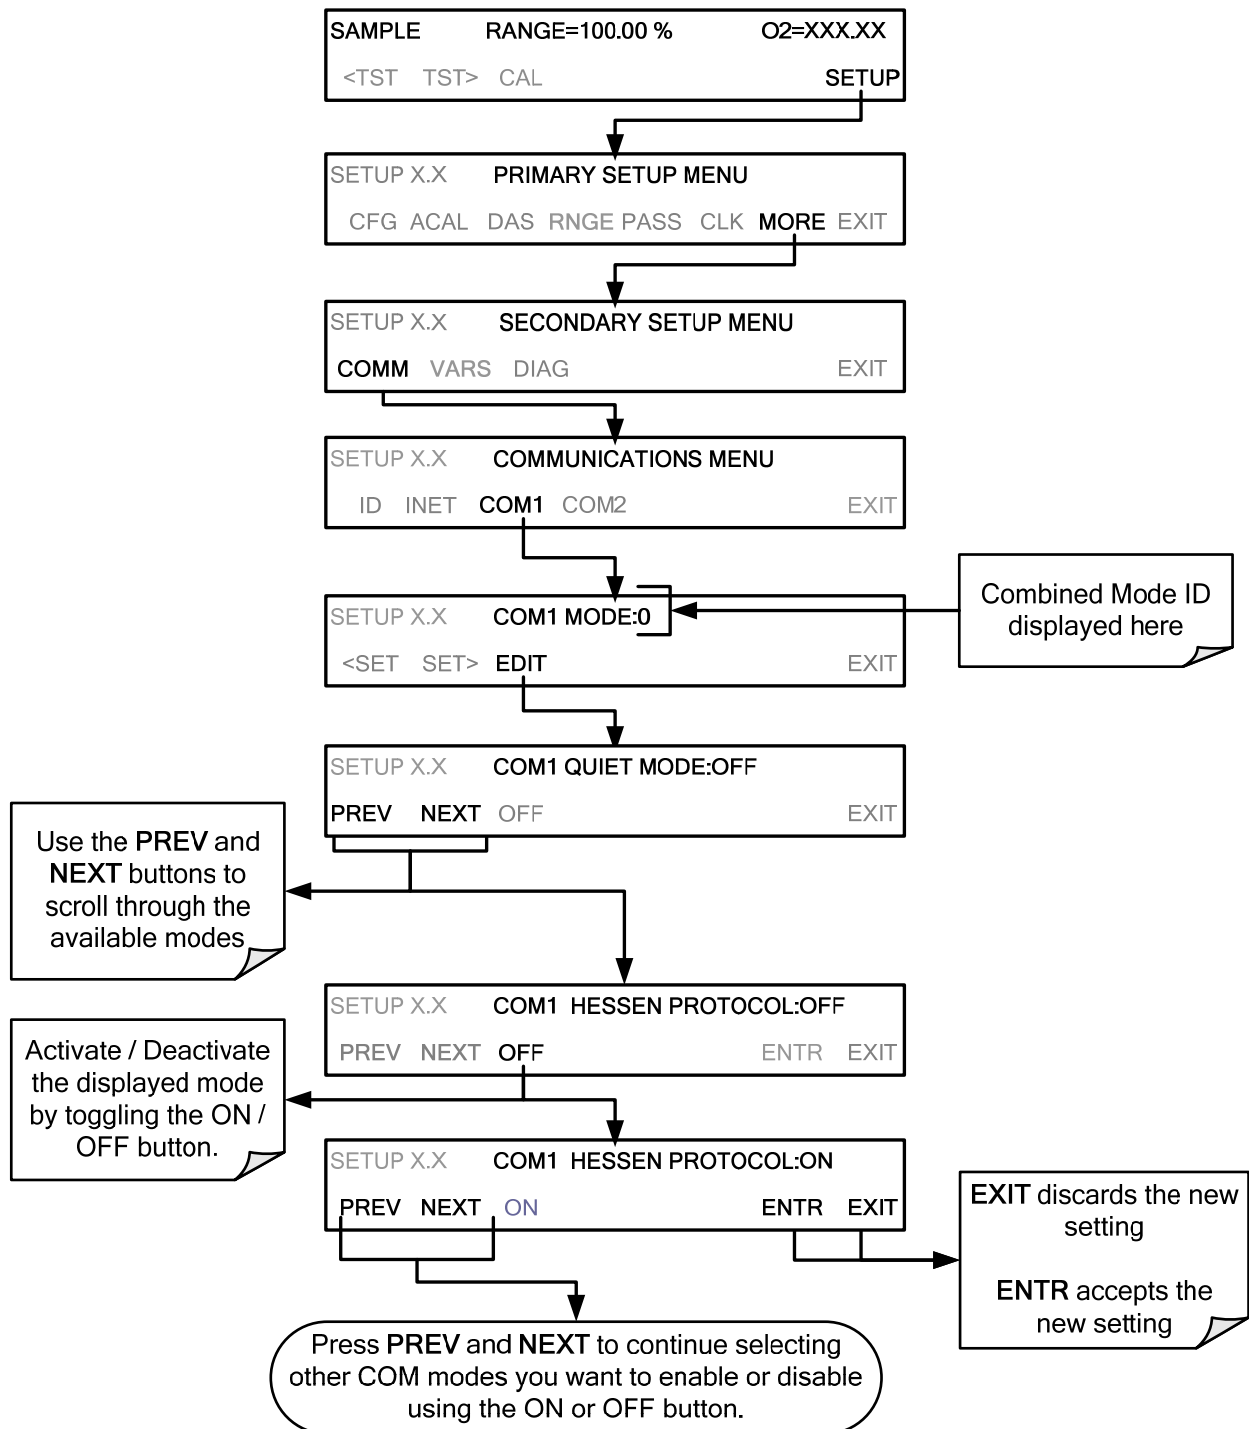 SAMPLE RANGE=100.00 % O2=XXX.XX
<TST TST> CAL SETUP
SETUP X.X PRIMARY SETUP MENU
CFG ACAL DAS RNGE PASS CLK MORE EXIT
SETUP X.X SECONDARY SETUP MENU
COMM VARS DIAG EXIT
SETUP X.X COMMUNICATIONS MENU
ID INET COM1 COM2 EXIT
SETUP X.X COM1 MODE:0
<SET SET> EDIT EXIT
Combined Mode ID
displayed here
SETUP X.X COM1 QUIET MODE:OFF
PREV NEXT OFF EXIT
Use the PREV and
NEXT buttons to
scroll through the
available modes
SETUP X.X COM1 HESSEN PROTOCOL:OFF
PREV NEXT OFF ENTR EXIT
Activate / Deactivate
the displayed mode
by toggling the ON /
OFF button.
SETUP X.X COM1 HESSEN PROTOCOL:ON
PREV NEXT ON ENTR EXIT
EXIT discards the new
setting
ENTR accepts the
new setting
Press PREV and NEXT to continue selecting
other COM modes you want to enable or disable
using the ON or OFF button.